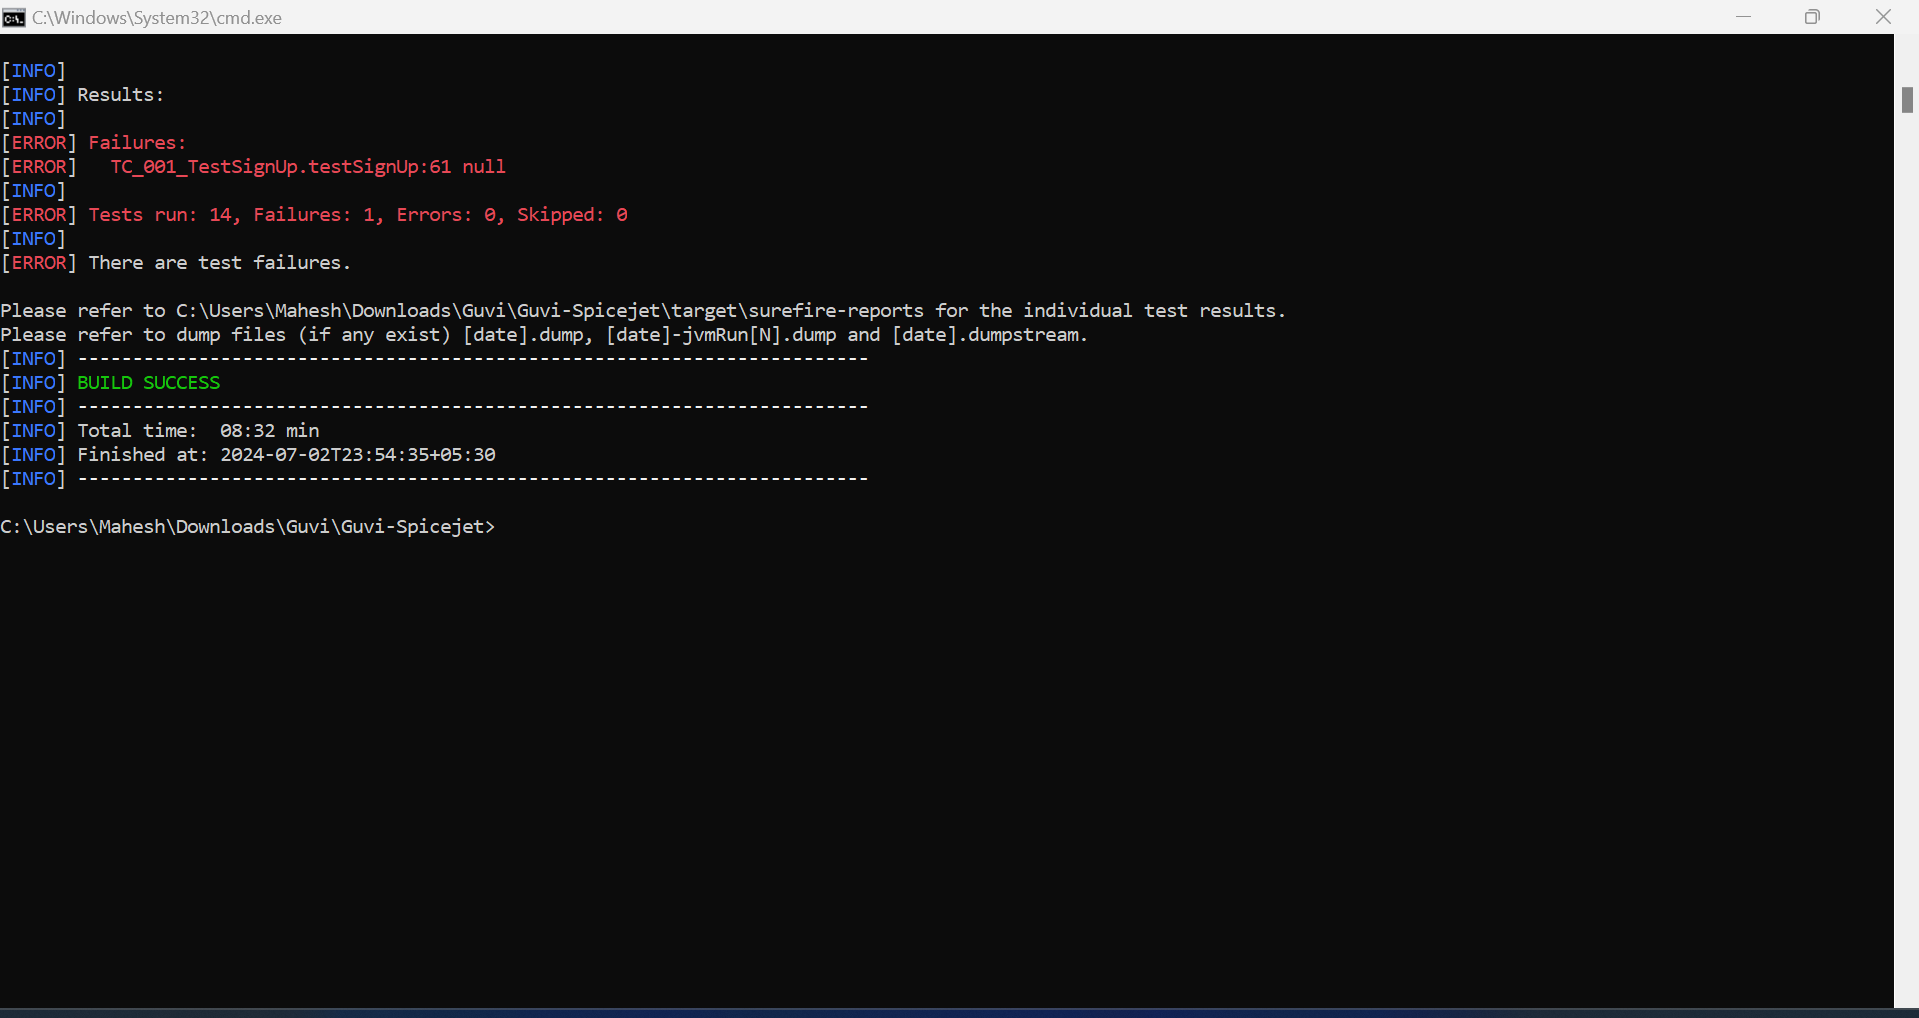 C:\Windows\System32\cmd.exe
[INFO]
[INFO] Results:
[INFO]
[ERROR] Failures:
[ERROR]   TC_001_TestSignUp.testSignUp:61 null
[INFO]
[ERROR] Tests run: 14, Failures: 1, Errors: 0, Skipped: 0
[INFO]
[ERROR] There are test failures.
Please refer to C:\Users\Mahesh\Downloads\Guvi\Guvi-Spicejet\target\surefire-reports for the individual test results.
Please refer to dump files (if any exist) [date].dump, [date]-jvmRun[N].dump and [date].dumpstream.
[INFO] ------------------------------------------------------------------------
[INFO] BUILD SUCCESS
[INFO] ------------------------------------------------------------------------
[INFO] Total time:  08:32 min
[INFO] Finished at: 2024-07-02T23:54:35+05:30
[INFO] ------------------------------------------------------------------------
C:\Users\Mahesh\Downloads\Guvi\Guvi-Spicejet>